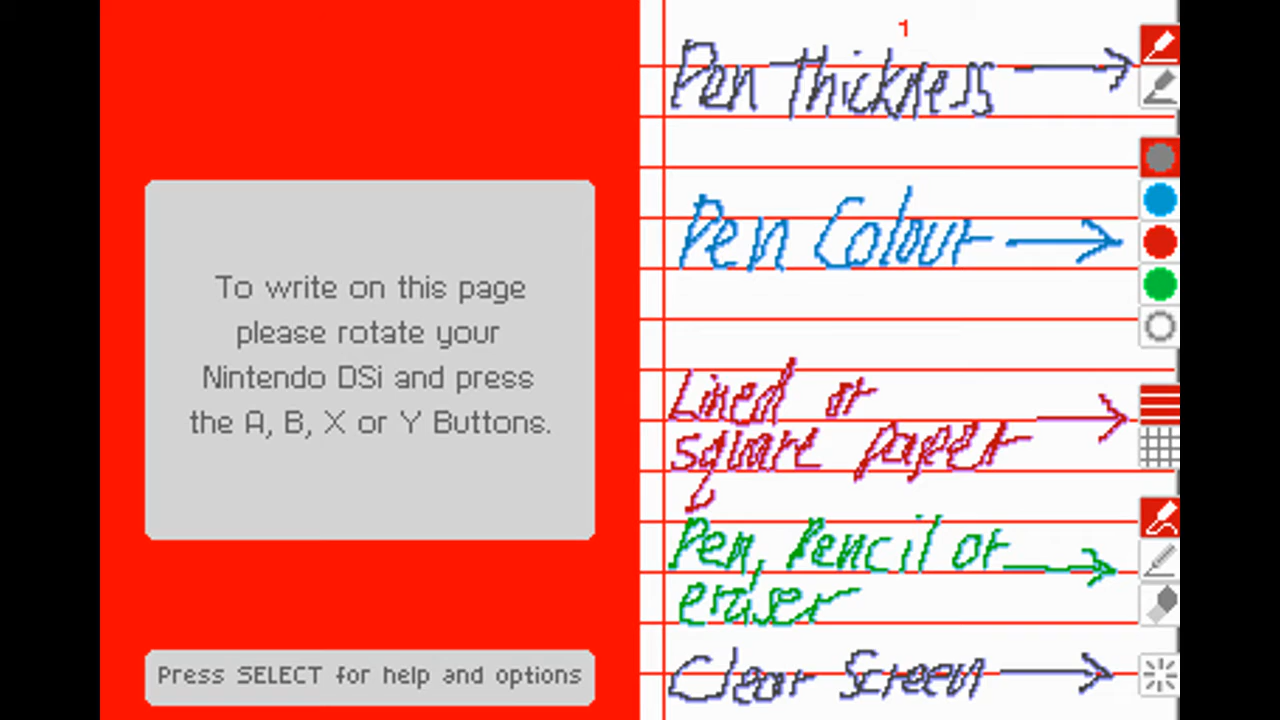 To write on this page
please rotate your
Nintendo DSi and press
the A, B, X or Y Buttons.
Press SELECT for help and options
1
Pen Thickness
Pen Colour
Lined or
square paper
Pen, Pencil or
eraser
Clear Screen